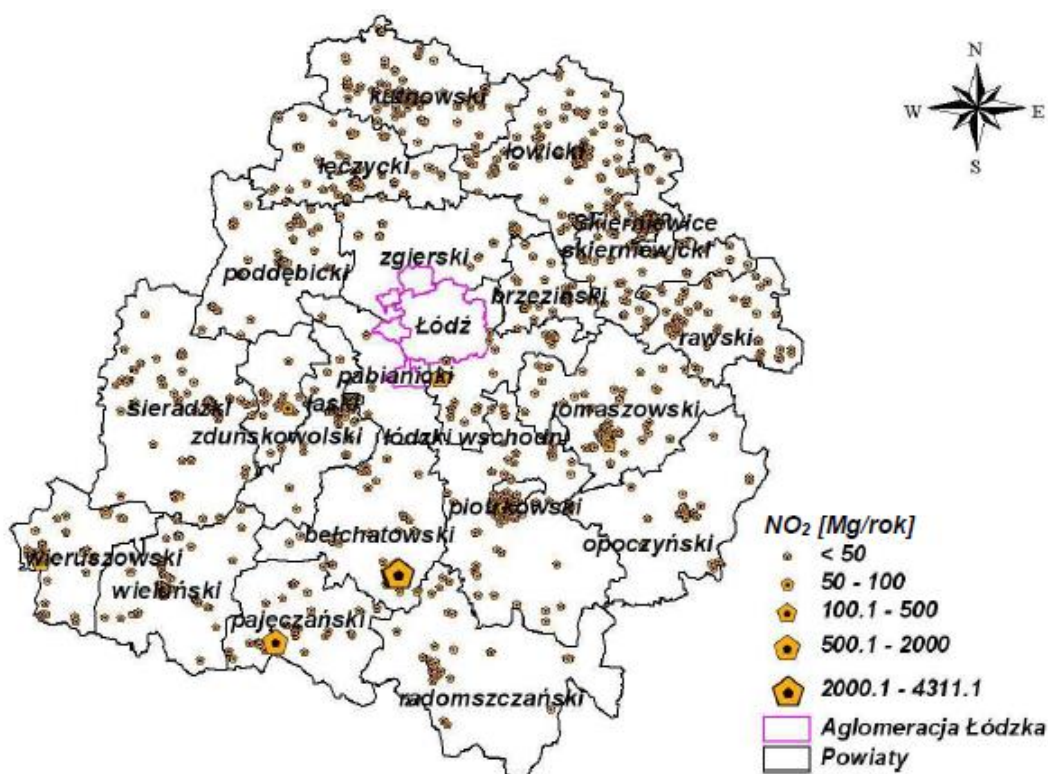 N
W E
S
kutnowski
łowicki
łęczycki
Skierniewice
skierniewicki
zgierski
poddębicki
brzeziński
Łódź
rawski
pabianicki
sieradzki
łaski
tomaszowski
zduńskowolski
łódzki wschodni
piotrkowski
bełchatowski
opoczyński
wieruszowski
wieluński
pajęczański
radomszczański
NO₂ [Mg/rok]
< 50
50 - 100
100.1 - 500
500.1 - 2000
2000.1 - 4311.1
Aglomeracja Łódzka
Powiaty